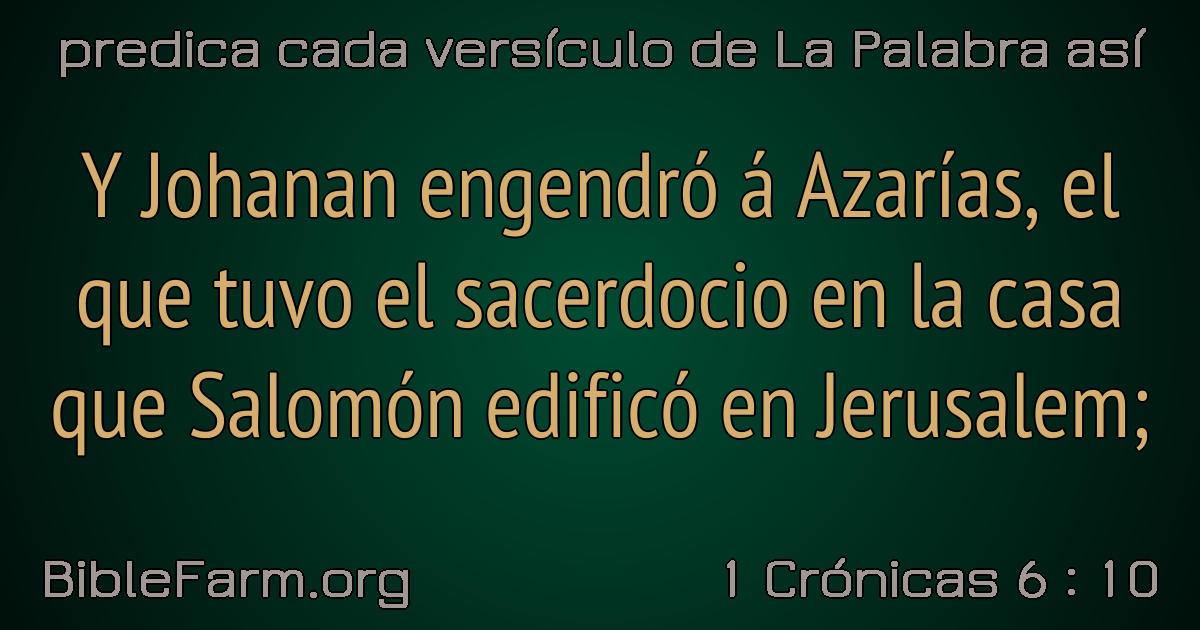 predica cada versículo de La Palabra así
Y Johanan engendró á Azarías, el
que tuvo el sacerdocio en la casa
que Salomón edificó en Jerusalem;
BibleFarm.org
1 Crónicas 6 : 10